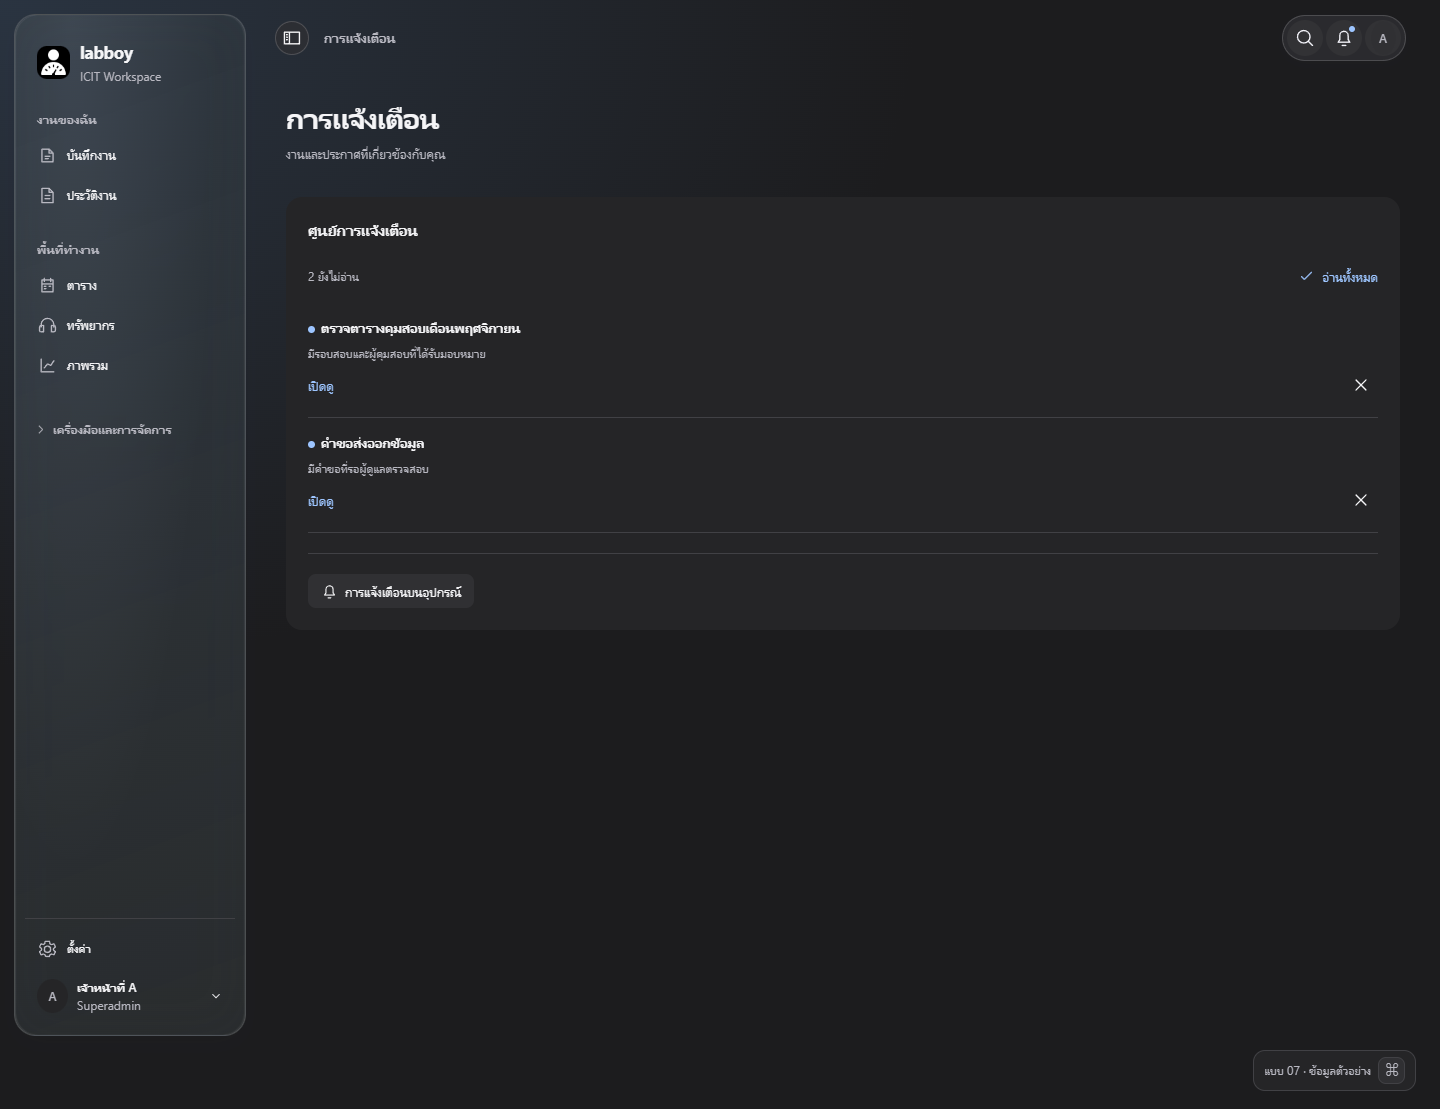 labboy
ICIT Workspace
งานของฉัน
บันทึกงาน
ประวัติงาน
พื้นที่ทำงาน
ตาราง
ทรัพยากร
ภาพรวม
เครื่องมือและการจัดการ
ตั้งค่า
A
เจ้าหน้าที่ A
Superadmin
การแจ้งเตือน
A
การแจ้งเตือน
งานและประกาศที่เกี่ยวข้องกับคุณ
ศูนย์การแจ้งเตือน
2 ยังไม่อ่าน
อ่านทั้งหมด
ตรวจตารางคุมสอบเดือนพฤศจิกายน
มีรอบสอบและผู้คุมสอบที่ได้รับมอบหมาย
เปิดดู
คำขอส่งออกข้อมูล
มีคำขอที่รอผู้ดูแลตรวจสอบ
เปิดดู
การแจ้งเตือนบนอุปกรณ์
แบบ 07 · ข้อมูลตัวอย่าง ⌘